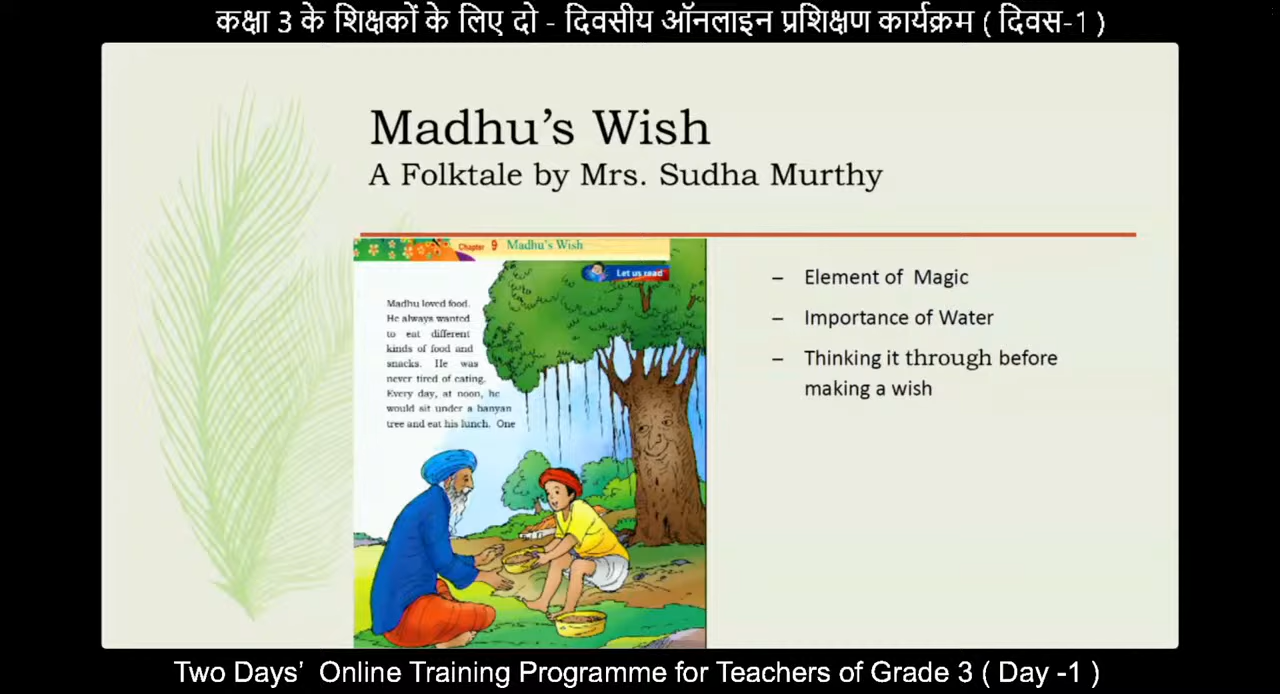 कक्षा 3 के शिक्षकों के लिए दो - दिवसीय ऑनलाइन प्रशिक्षण कार्यक्रम ( दिवस-1 )
Madhu's Wish
A Folktale by Mrs. Sudha Murthy
Chapter 9 Madhu's Wish
Let us read
Madhu loved food.
He always wanted
to eat different
kinds of food and
snacks. He was
never tired of eating.
Every day, at noon, he
would sit under a banyan
tree and eat his lunch. One
– Element of Magic
– Importance of Water
– Thinking it through before
making a wish
Two Days' Online Training Programme for Teachers of Grade 3 ( Day -1 )